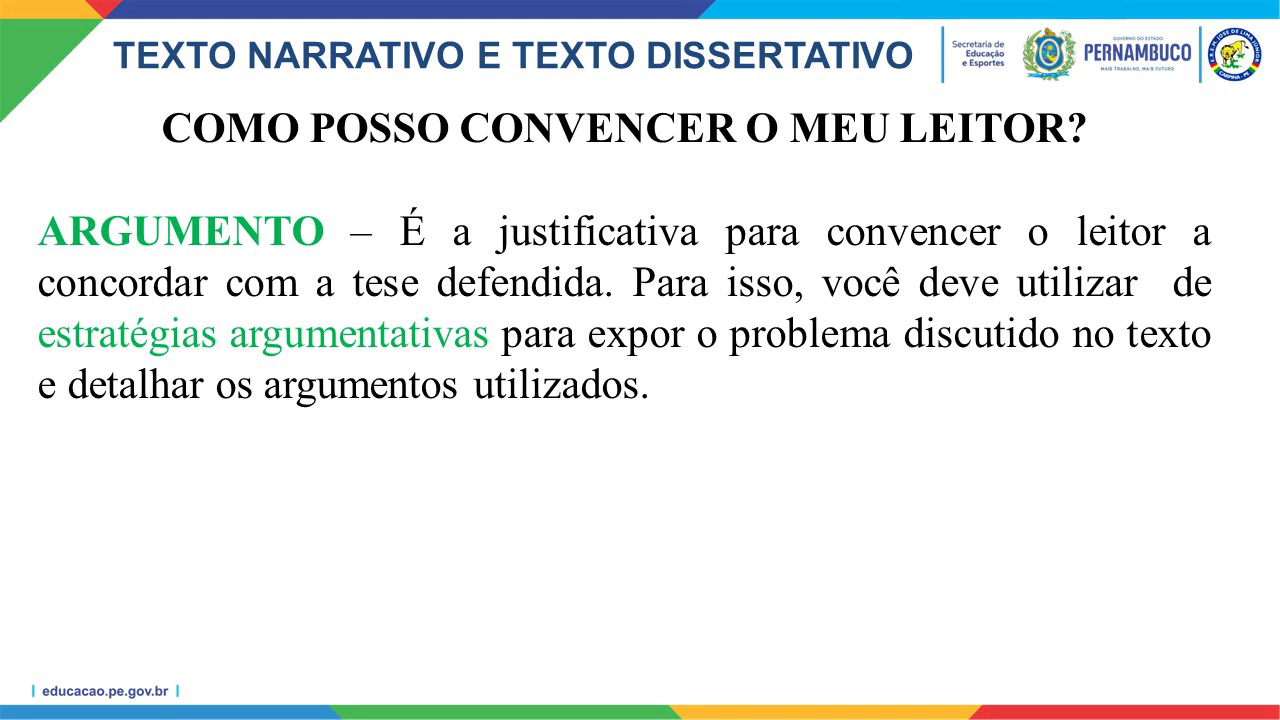 TEXTO NARRATIVO E TEXTO DISSERTATIVO
Secretaria de
Educação
e Esportes
GOVERNO DO ESTADO
PERNAMBUCO
MAIS TRABALHO, MAIS FUTURO
COMO POSSO CONVENCER O MEU LEITOR?
ARGUMENTO – É a justificativa para convencer o leitor a
concordar com a tese defendida. Para isso, você deve utilizar de
estratégias argumentativas para expor o problema discutido no texto
e detalhar os argumentos utilizados.
educacao.pe.gov.br